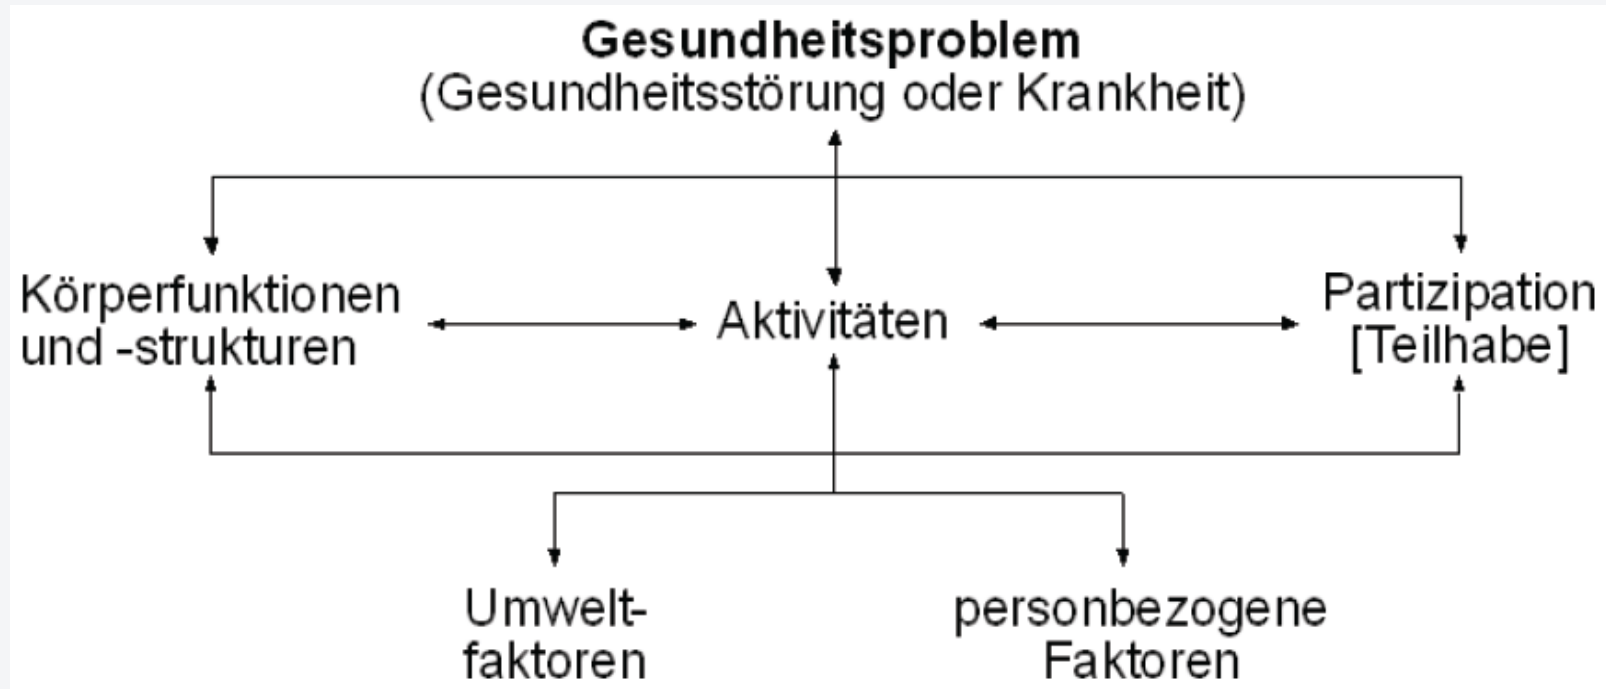 Gesundheitsproblem
(Gesundheitsstörung oder Krankheit)
Körperfunktionen
und -strukturen
Aktivitäten
Partizipation
[Teilhabe]
Umwelt-
faktoren
personbezogene
Faktoren